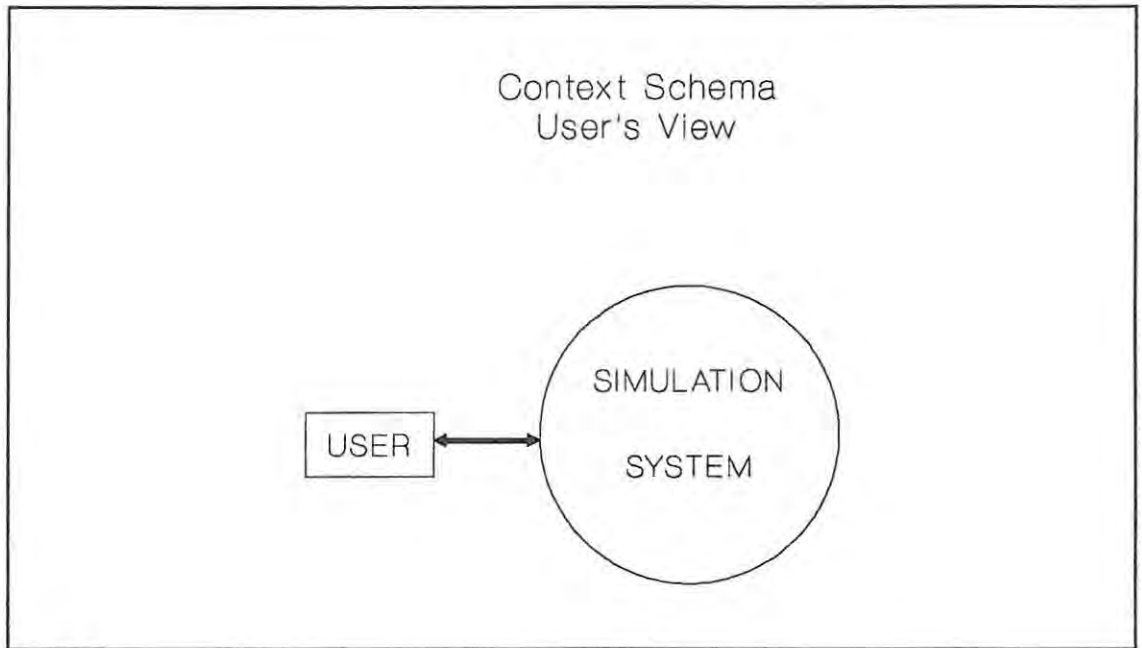 Context Schema
User's View
SIMULATION
USER
SYSTEM